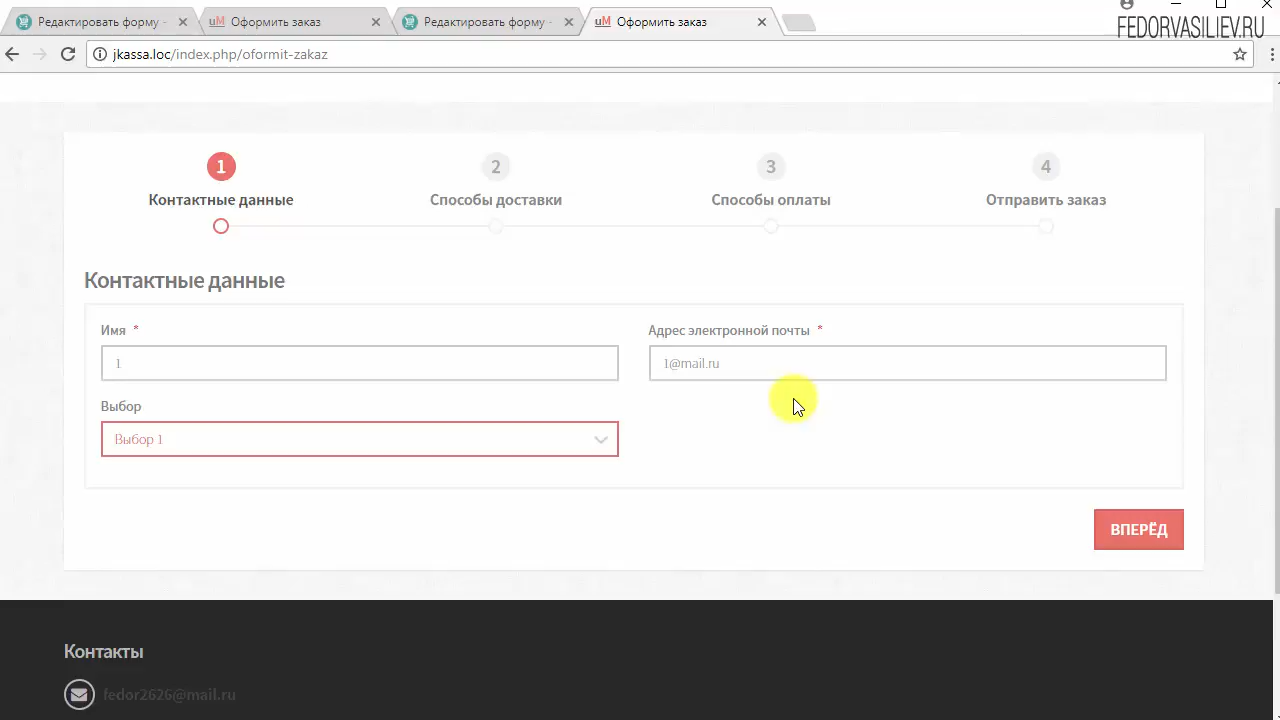 Редактировать форму -
uM Оформить заказ
Редактировать форму -
uM Оформить заказ
FEDORVASILIEV.RU
jkassa.loc/index.php/oformit-zakaz
1
2
3
4
Контактные данные
Способы доставки
Способы оплаты
Отправить заказ
Контактные данные
Имя *
Адрес электронной почты *
1
1@mail.ru
Выбор
Выбор 1
ВПЕРЁД
Контакты
fedor2626@mail.ru